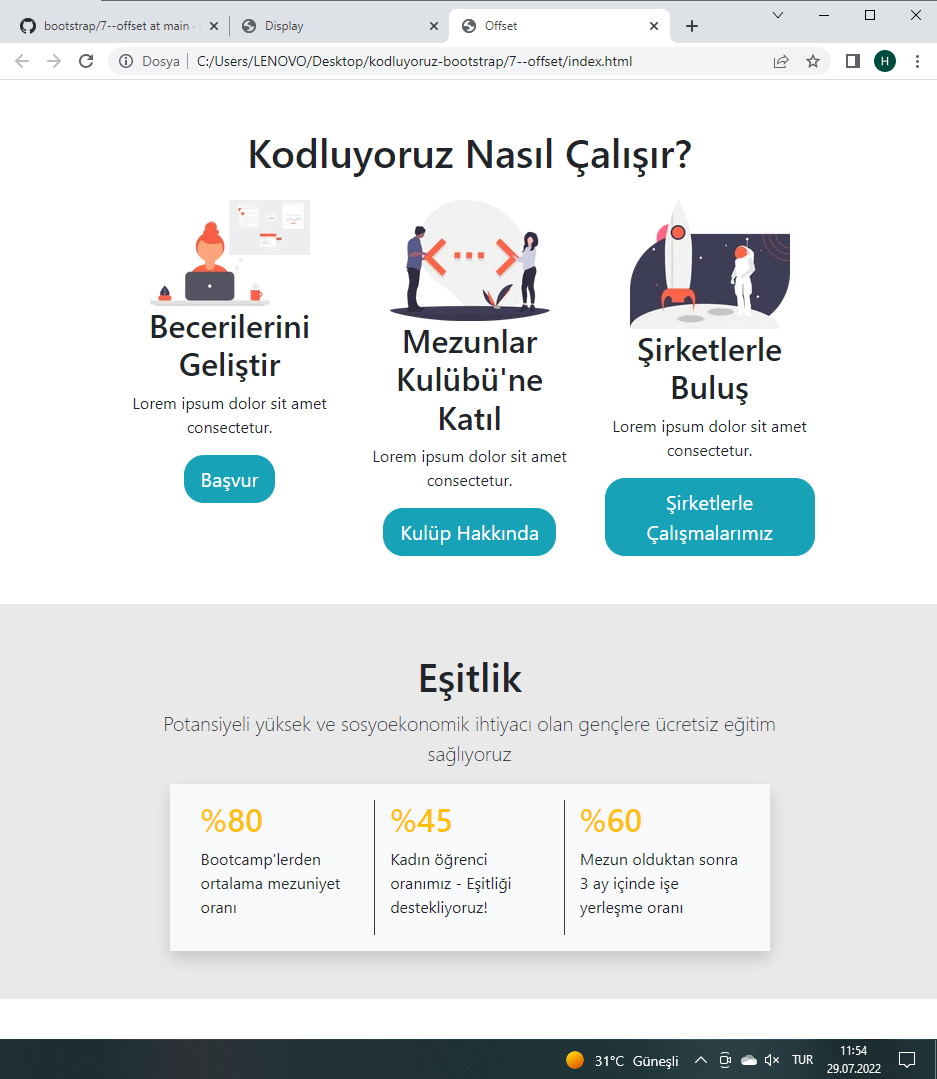 bootstrap/7--offset at main ·
Display
Offset
Dosya
C:/Users/LENOVO/Desktop/kodluyoruz-bootstrap/7--offset/index.html
H
Kodluyoruz Nasıl Çalışır?
Becerilerini
Geliştir
Lorem ipsum dolor sit amet
consectetur.
Başvur
Mezunlar
Kulübü'ne
Katıl
Lorem ipsum dolor sit amet
consectetur.
Kulüp Hakkında
Şirketlerle
Buluş
Lorem ipsum dolor sit amet
consectetur.
Şirketlerle
Çalışmalarımız
Eşitlik
Potansiyeli yüksek ve sosyoekonomik ihtiyacı olan gençlere ücretsiz eğitim
sağlıyoruz
%80
Bootcamp'lerden
ortalama mezuniyet
oranı
%45
Kadın öğrenci
oranımız - Eşitliği
destekliyoruz!
%60
Mezun olduktan sonra
3 ay içinde işe
yerleşme oranı
31°C Güneşli
TUR
11:54
29.07.2022